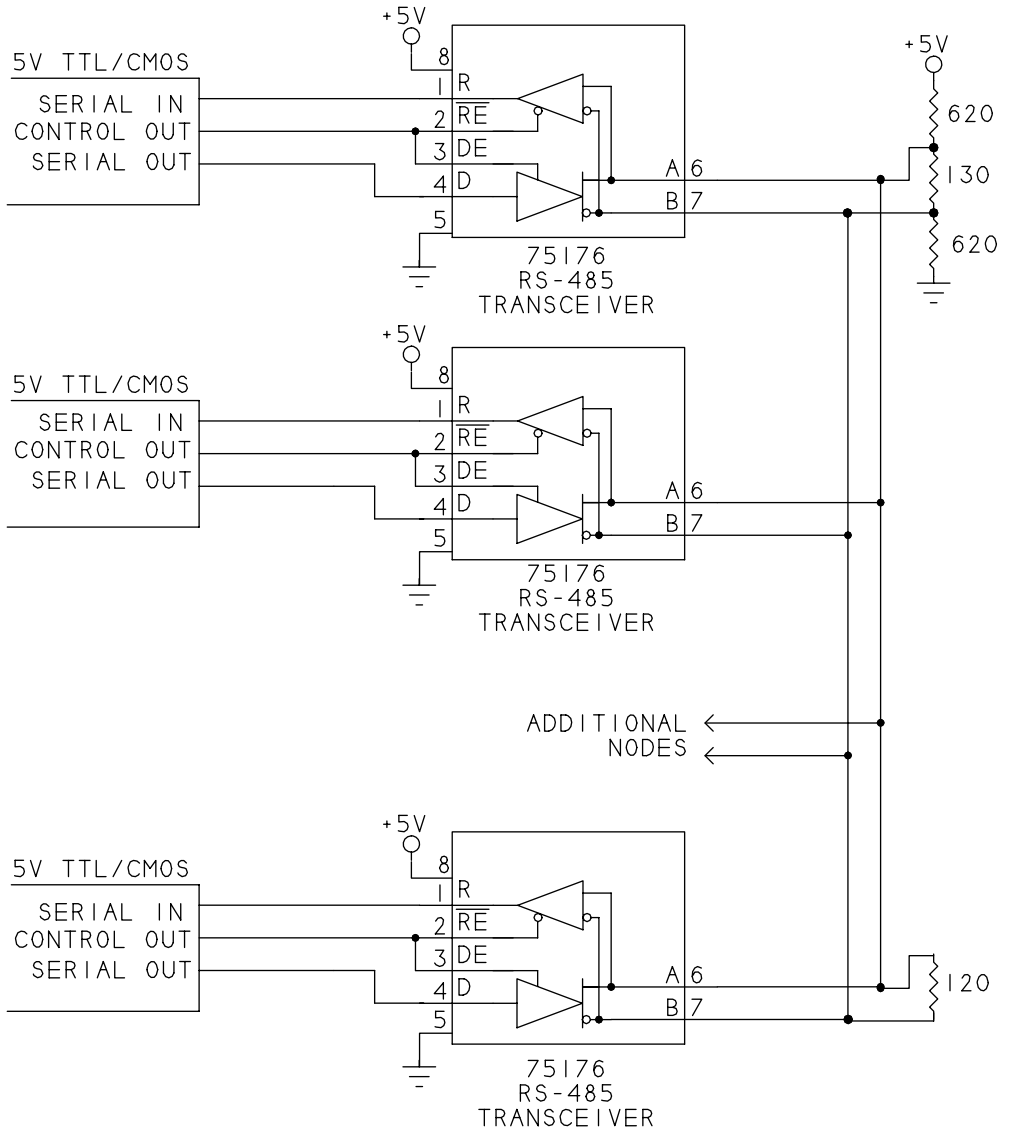 +5V
5V TTL/CMOS
8
1 R
SERIAL IN
2 RE
CONTROL OUT
3 DE
SERIAL OUT
4 D
5
A 6
B 7
75176
RS-485
TRANSCEIVER
+5V
620
130
620
+5V
5V TTL/CMOS
8
1 R
SERIAL IN
2 RE
CONTROL OUT
3 DE
SERIAL OUT
4 D
5
A 6
B 7
75176
RS-485
TRANSCEIVER
ADDITIONAL
NODES
+5V
5V TTL/CMOS
8
1 R
SERIAL IN
2 RE
CONTROL OUT
3 DE
SERIAL OUT
4 D
5
A 6
B 7
120
75176
RS-485
TRANSCEIVER